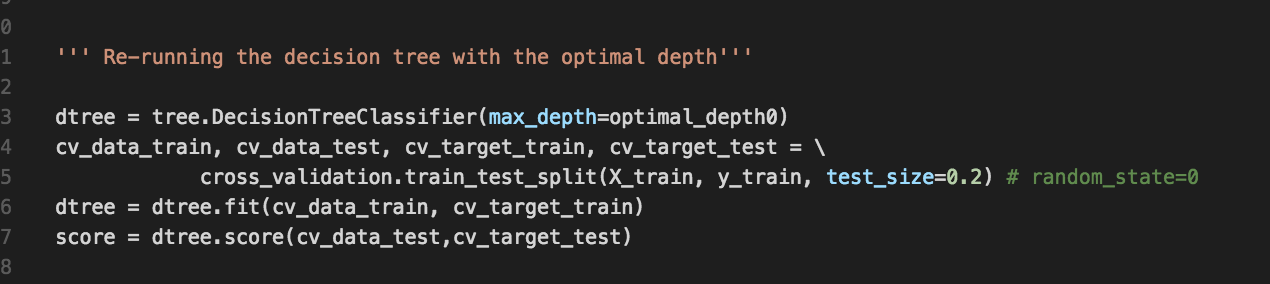 0
1 ''' Re-running the decision tree with the optimal depth'''
2
3 dtree = tree.DecisionTreeClassifier(max_depth=optimal_depth0)
4 cv_data_train, cv_data_test, cv_target_train, cv_target_test = \
5 cross_validation.train_test_split(X_train, y_train, test_size=0.2) # random_state=0
6 dtree = dtree.fit(cv_data_train, cv_target_train)
7 score = dtree.score(cv_data_test,cv_target_test)
8